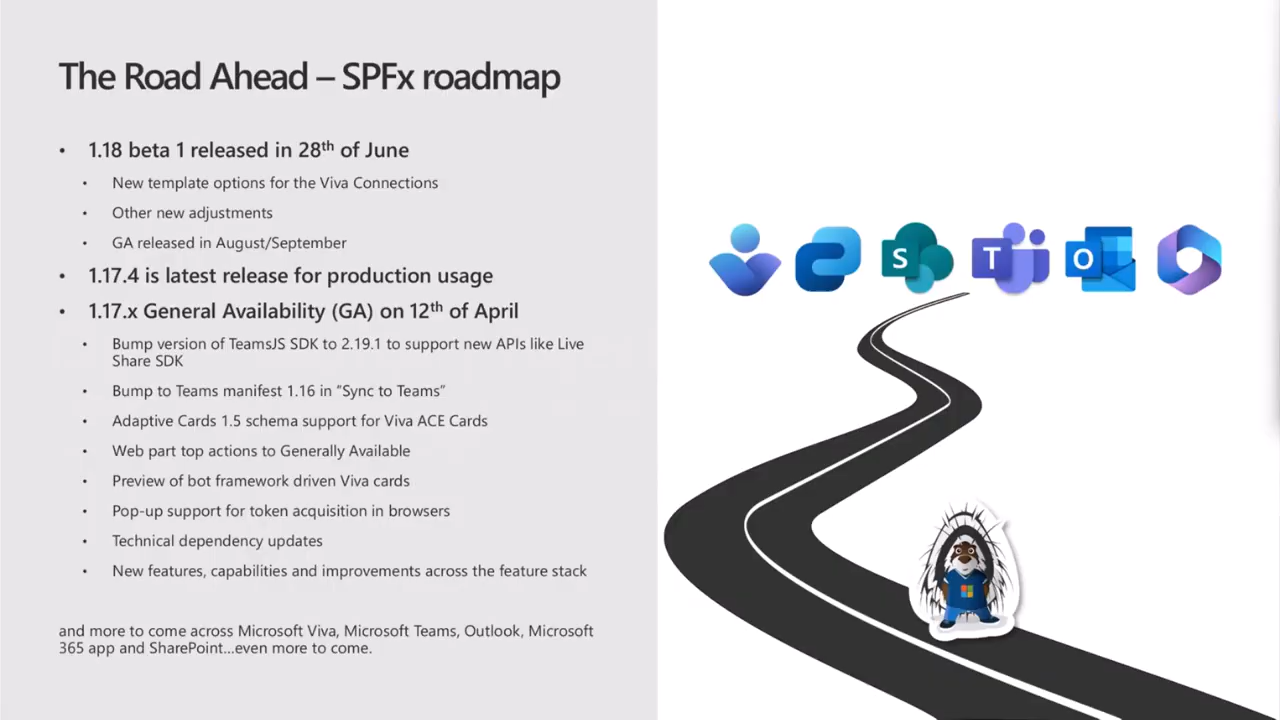 The Road Ahead – SPFx roadmap
• 1.18 beta 1 released in 28th of June
• New template options for the Viva Connections
• Other new adjustments
• GA released in August/September
• 1.17.4 is latest release for production usage
• 1.17.x General Availability (GA) on 12th of April
• Bump version of TeamsJS SDK to 2.19.1 to support new APIs like Live
Share SDK
• Bump to Teams manifest 1.16 in “Sync to Teams”
• Adaptive Cards 1.5 schema support for Viva ACE Cards
• Web part top actions to Generally Available
• Preview of bot framework driven Viva cards
• Pop-up support for token acquisition in browsers
• Technical dependency updates
• New features, capabilities and improvements across the feature stack
and more to come across Microsoft Viva, Microsoft Teams, Outlook, Microsoft
365 app and SharePoint...even more to come.
S T O